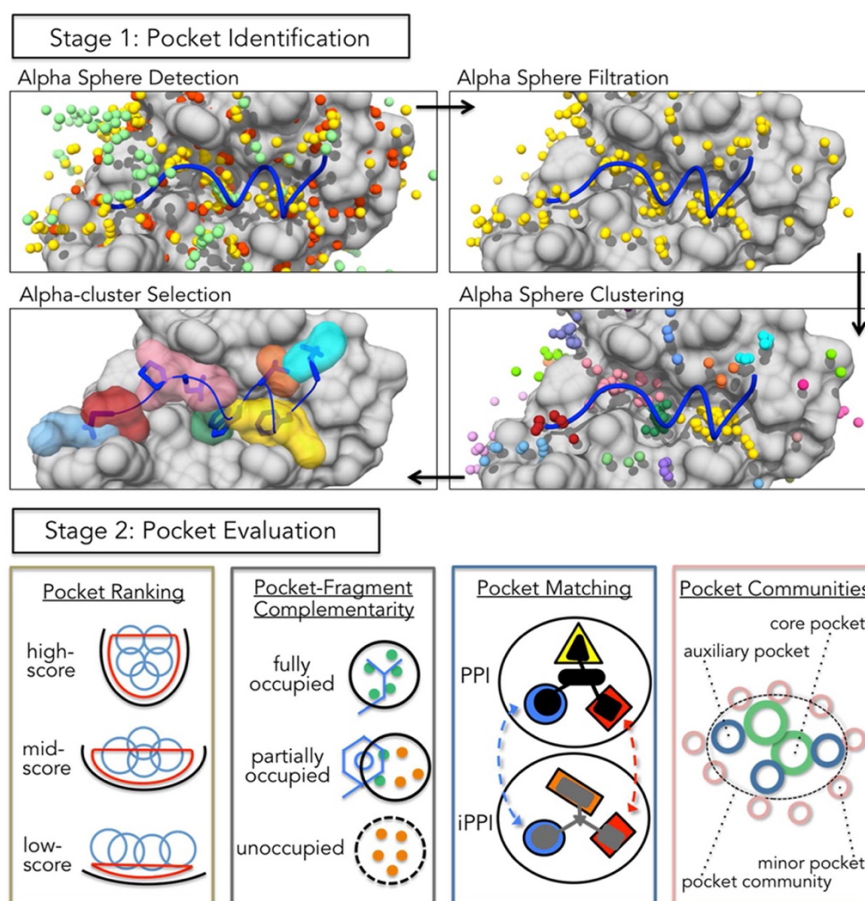 Stage 1: Pocket Identification
Alpha Sphere Detection
Alpha Sphere Filtration
Alpha-cluster Selection
Alpha Sphere Clustering
Stage 2: Pocket Evaluation
Pocket Ranking
high-
score
mid-
score
low-
score
Pocket-Fragment
Complementarity
fully
occupied
partially
occupied
unoccupied
Pocket Matching
PPI
iPPI
Pocket Communities
core pocket
auxiliary pocket
minor pocket
pocket community